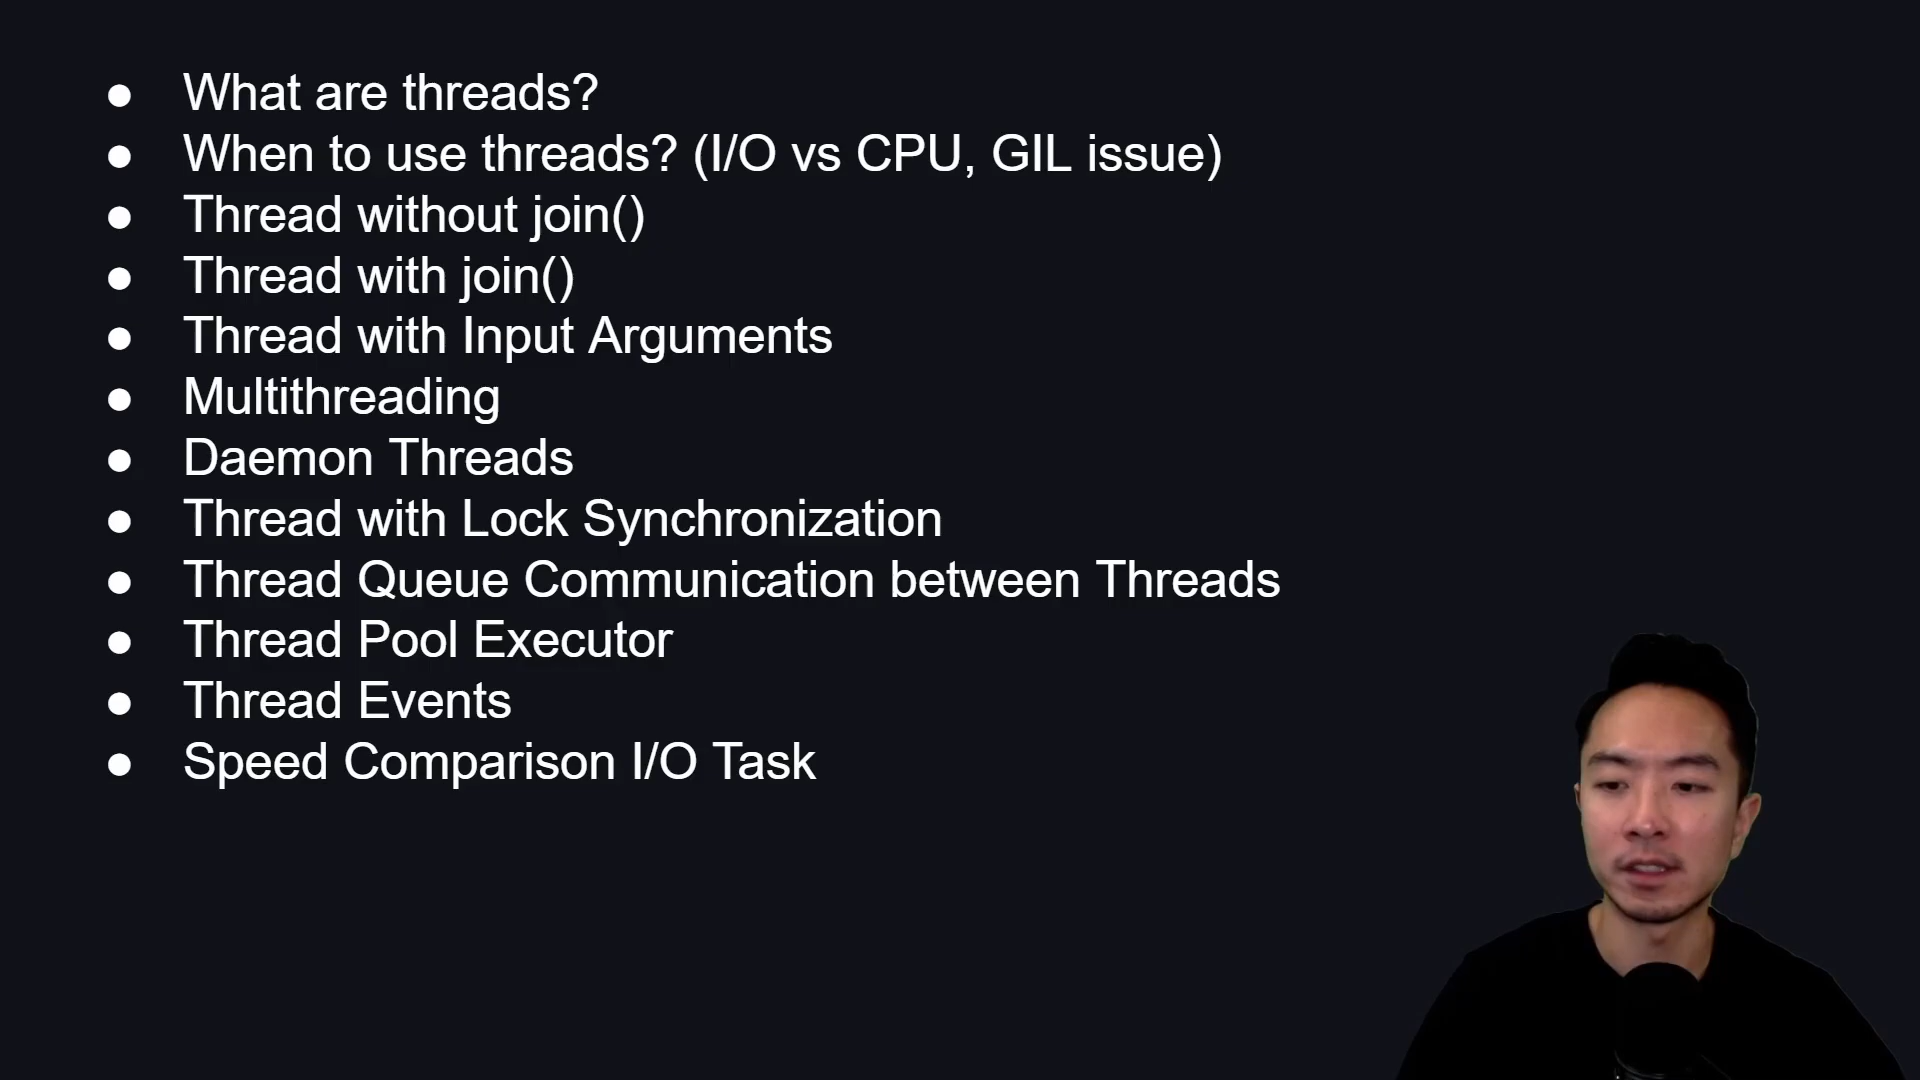 ● What are threads?
● When to use threads? (I/O vs CPU, GIL issue)
● Thread without join()
● Thread with join()
● Thread with Input Arguments
● Multithreading
● Daemon Threads
● Thread with Lock Synchronization
● Thread Queue Communication between Threads
● Thread Pool Executor
● Thread Events
● Speed Comparison I/O Task